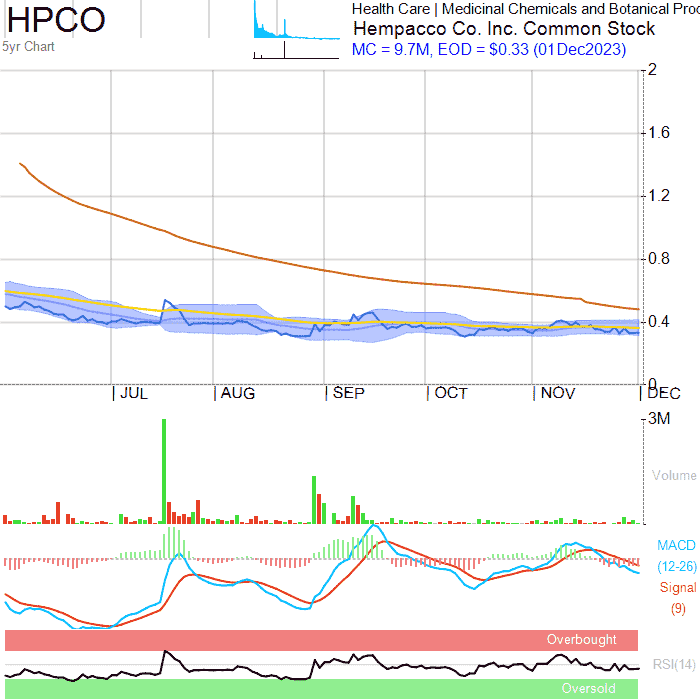 HPCO
5yr Chart
Health Care | Medicinal Chemicals and Botanical Proc
Hempacco Co. Inc. Common Stock
MC = 9.7M, EOD = $0.33 (01Dec2023)
2
1.6
1.2
0.8
0.4
0
JUL AUG SEP OCT NOV DEC
3M
Volume
MACD
(12-26)
Signal
(9)
Overbought
RSI(14)
Oversold